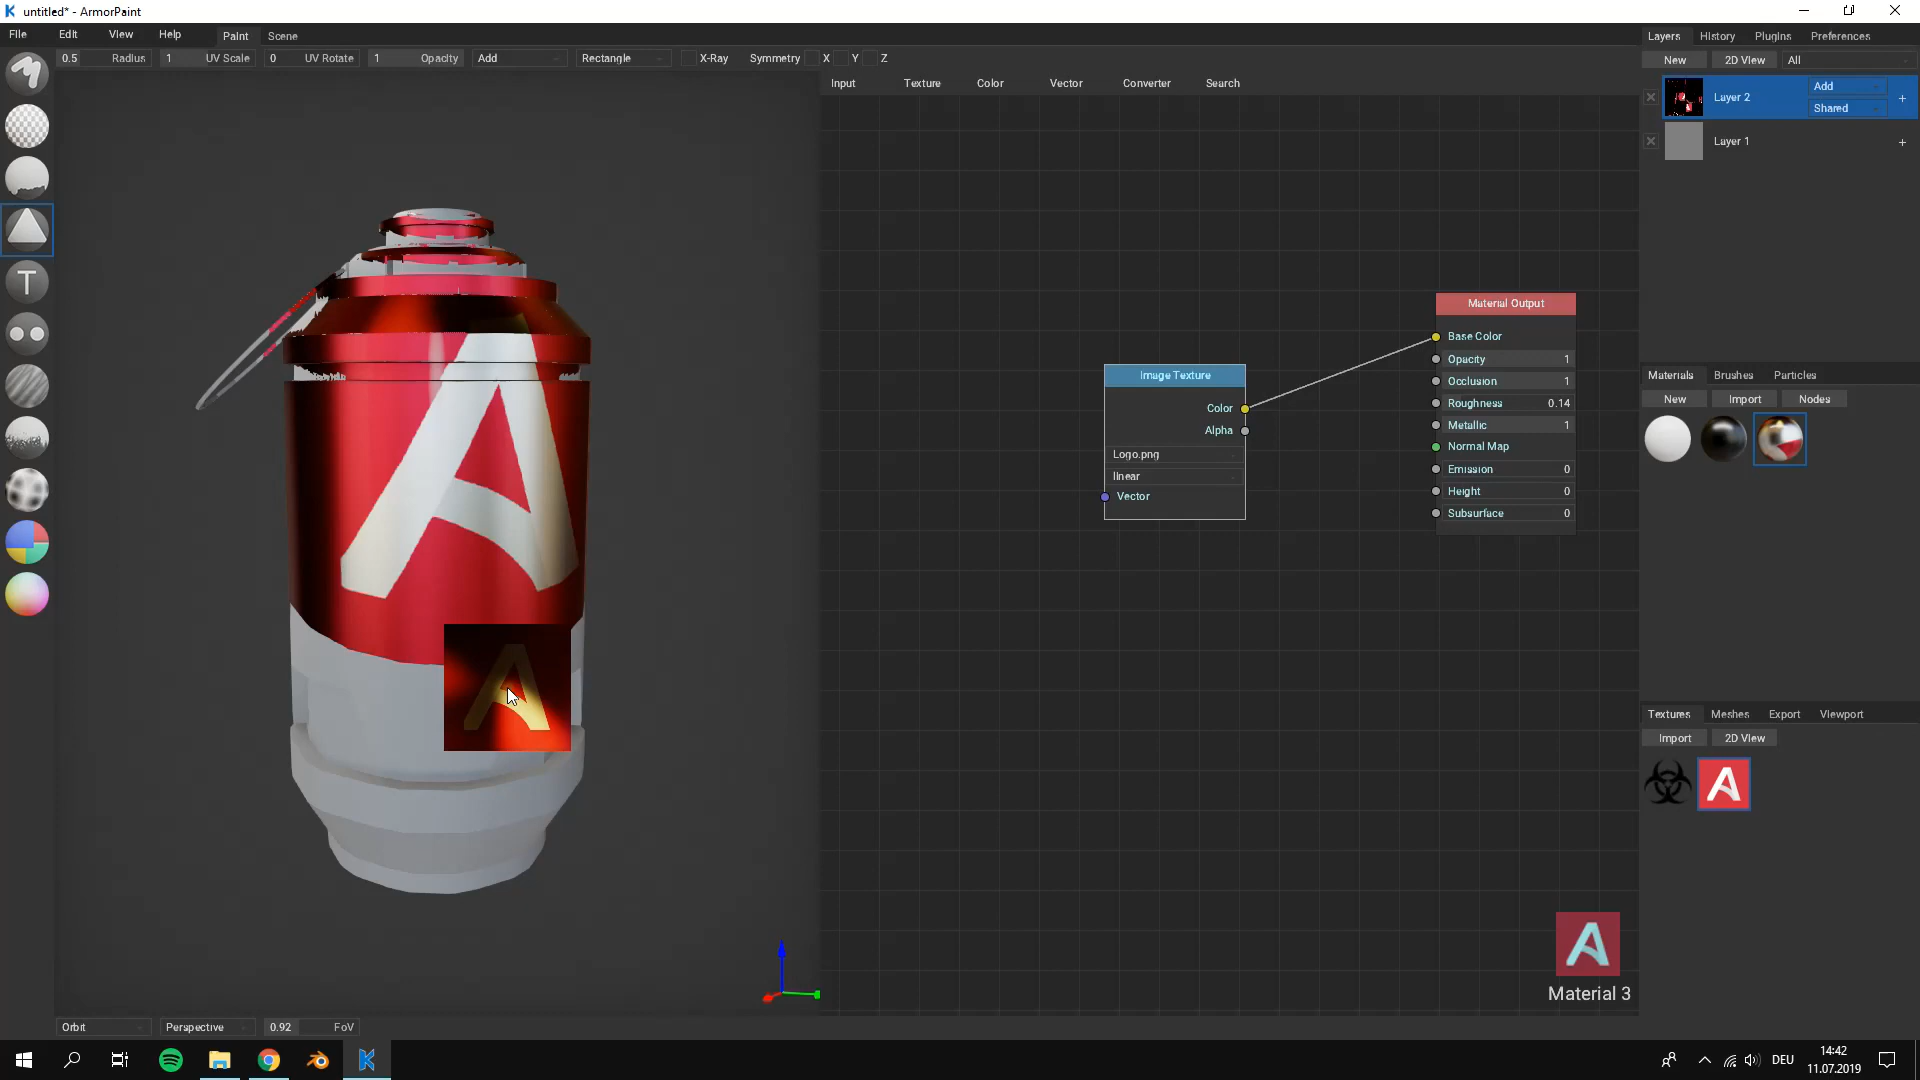 untitled* - ArmorPaint
File Edit View Help Paint Scene
0.5 Radius 1 UV Scale 0 UV Rotate 1 Opacity Add Rectangle X-Ray Symmetry X Y Z
Input Texture Color Vector Converter Search
Layers History Plugins Preferences
New 2D View All
Layer 2 Add +
Shared
Layer 1 +
T
A
A
Image Texture
Color
Alpha
Logo.png
linear
Vector
Material Output
Base Color
Opacity 1
Occlusion 1
Roughness 0.14
Metallic 1
Normal Map
Emission 0
Height 0
Subsurface 0
Materials Brushes Particles
New Import Nodes
Textures Meshes Export Viewport
Import 2D View
A
A
Material 3
Orbit Perspective 0.92 FoV
DEU
14:42
11.07.2019